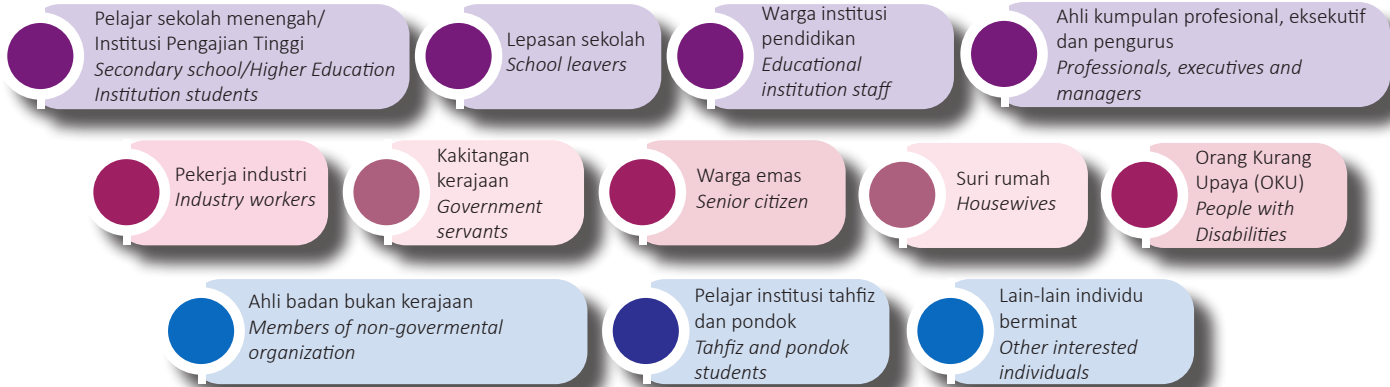 Pelajar sekolah menengah/
Institusi Pengajian Tinggi
Secondary school/Higher Education
Institution students
Lepasan sekolah
School leavers
Warga institusi
pendidikan
Educational
institution staff
Ahli kumpulan profesional, eksekutif
dan pengurus
Professionals, executives and
managers
Pekerja industri
Industry workers
Kakitangan
kerajaan
Government
servants
Warga emas
Senior citizen
Suri rumah
Housewives
Orang Kurang
Upaya (OKU)
People with
Disabilities
Ahli badan bukan kerajaan
Members of non-govermental
organization
Pelajar institusi tahfiz
dan pondok
Tahfiz and pondok
students
Lain-lain individu
berminat
Other interested
individuals